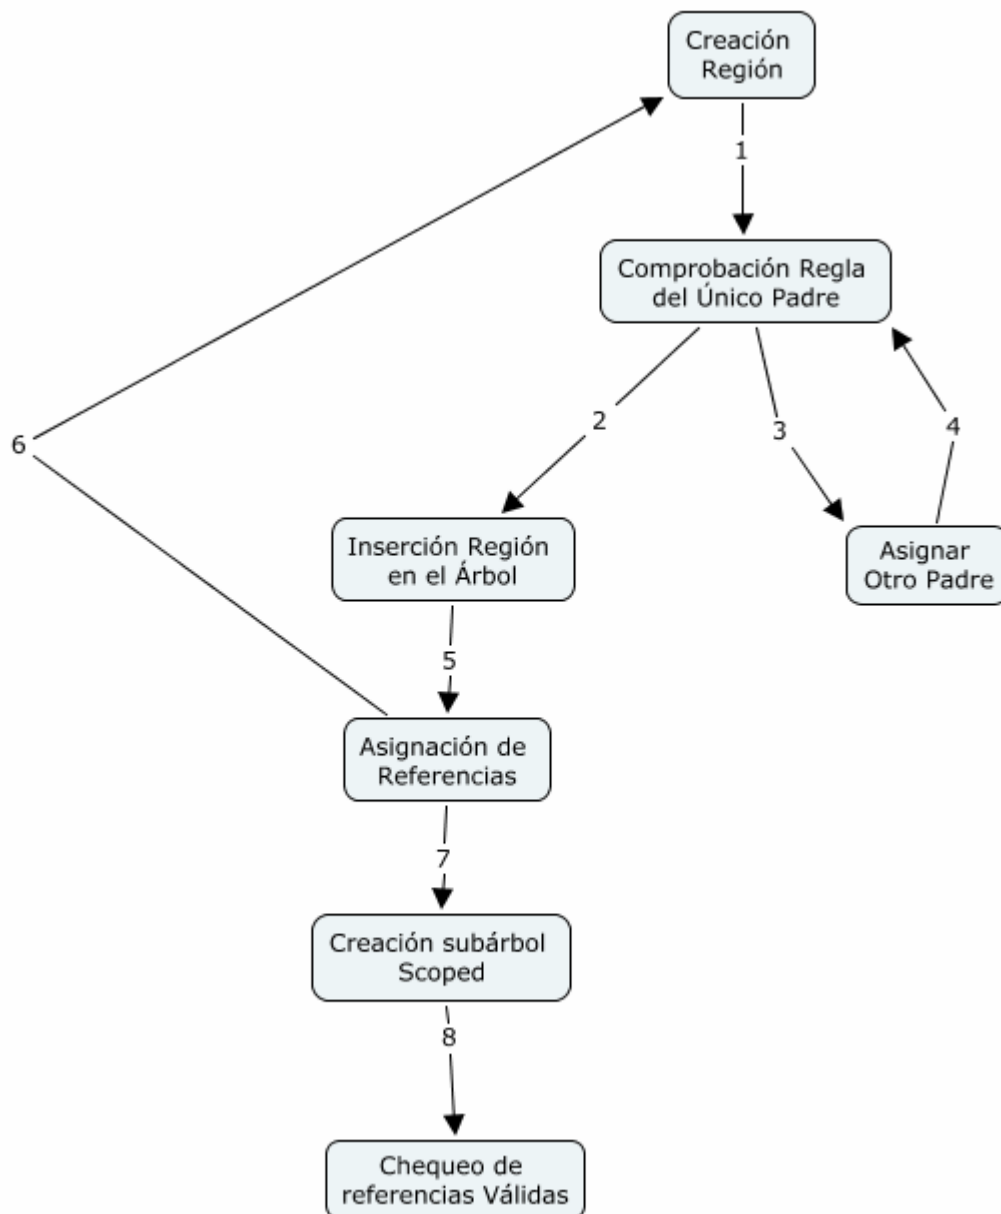 Creación
Región
1
Comprobación Regla
del Único Padre
2
3
4
6
Inserción Región
en el Árbol
Asignar
Otro Padre
5
Asignación de
Referencias
7
Creación subárbol
Scoped
8
Chequeo de
referencias Válidas